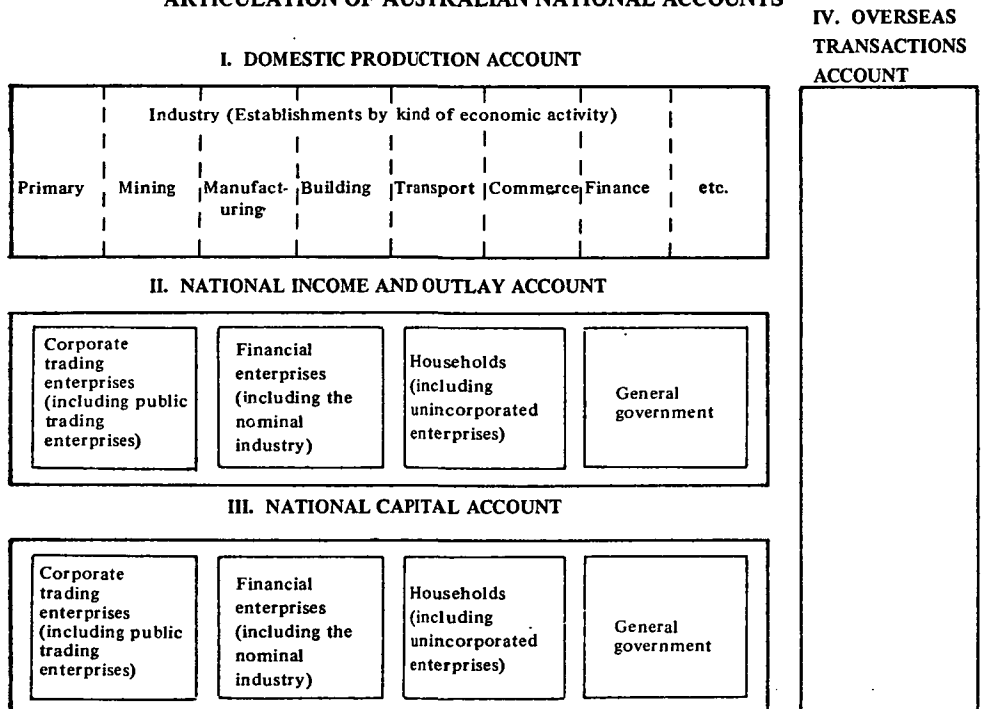 ARTICULATION OF AUSTRALIAN NATIONAL ACCOUNTS
IV. OVERSEAS
TRANSACTIONS
ACCOUNT
I. DOMESTIC PRODUCTION ACCOUNT
Industry (Establishments by kind of economic activity)
Primary Mining Manufact- Building Transport Commerce Finance etc.
uring
II. NATIONAL INCOME AND OUTLAY ACCOUNT
Corporate
trading
enterprises
(including public
trading
enterprises)
Financial
enterprises
(including the
nominal
industry)
Households
(including
unincorporated
enterprises)
General
government
III. NATIONAL CAPITAL ACCOUNT
Corporate
trading
enterprises
(including public
trading
enterprises)
Financial
enterprises
(including the
nominal
industry)
Households
(including
unincorporated
enterprises)
General
government